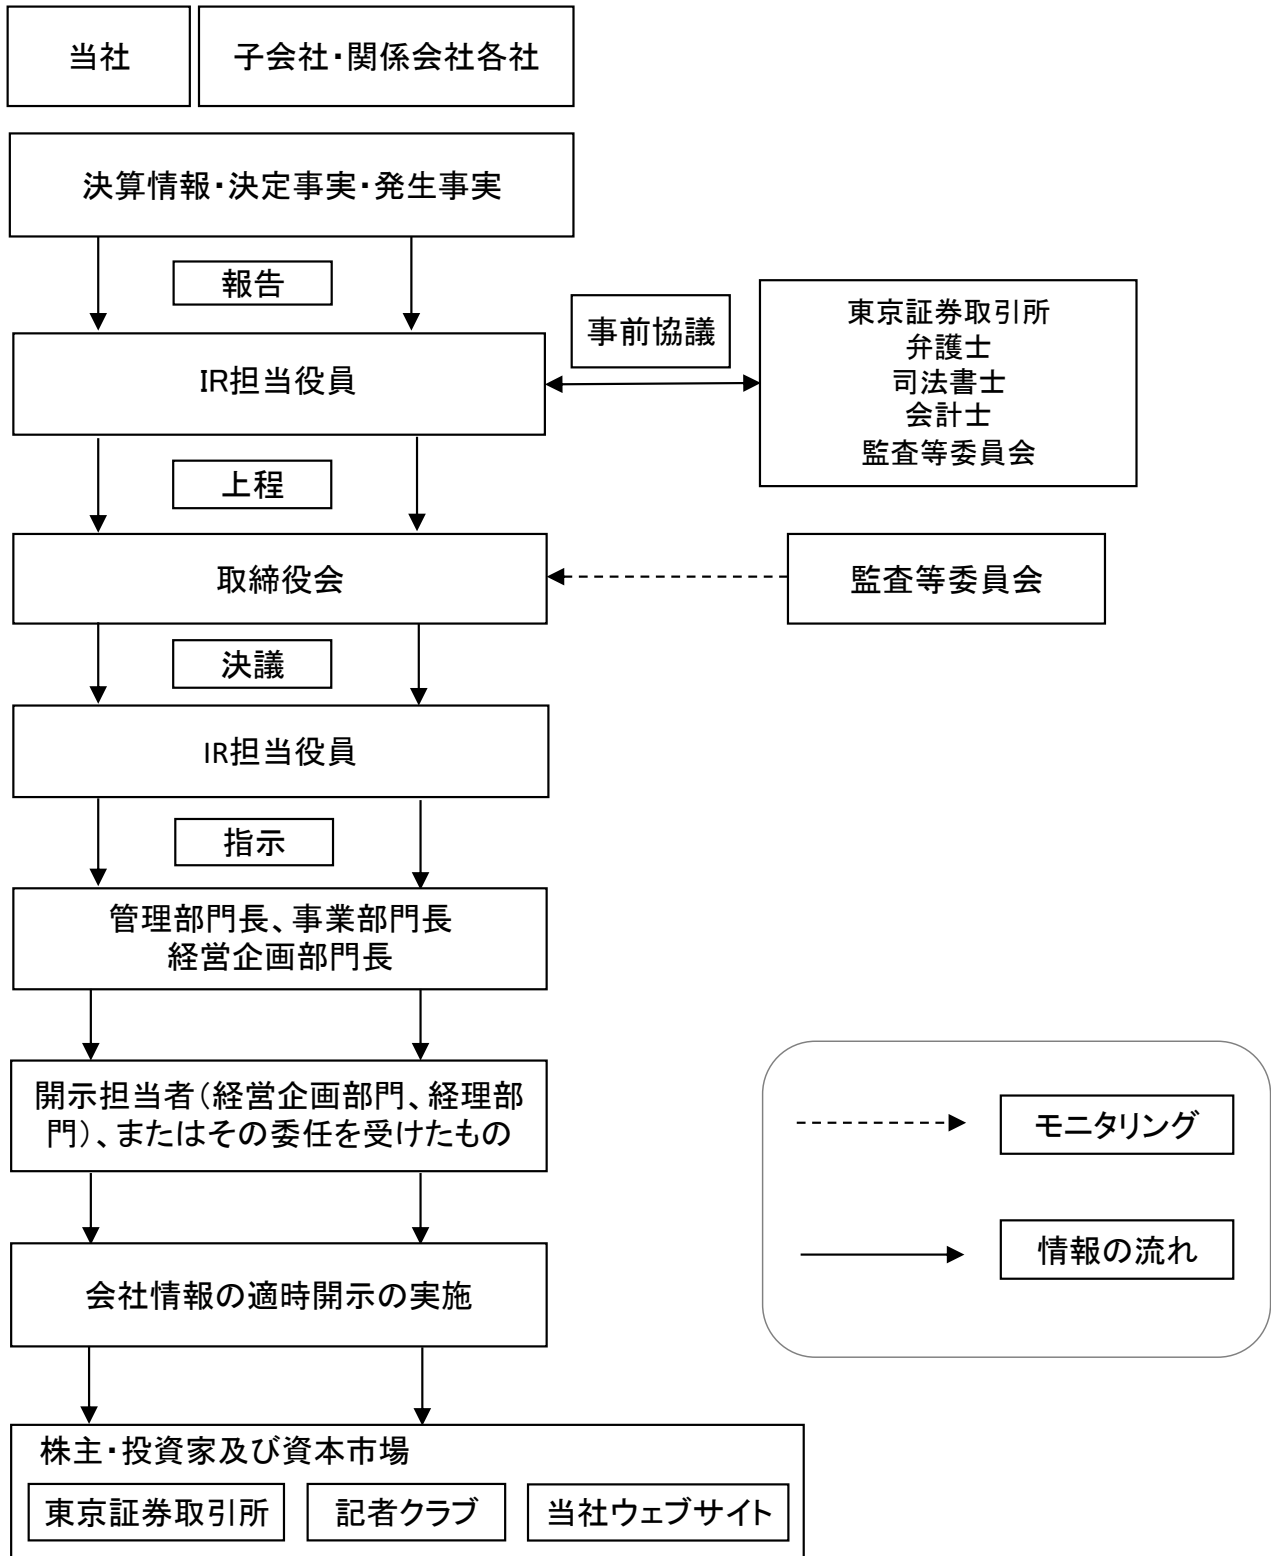 当社
子会社・関係会社各社
決算情報・決定事実・発生事実
報告
事前協議
東京証券取引所
弁護士
司法書士
会計士
監査等委員会
IR担当役員
上程
取締役会
監査等委員会
決議
IR担当役員
指示
管理部門長、事業部門長
経営企画部門長
開示担当者（経営企画部門、経理部
門）、またはその委任を受けたもの
モニタリング
情報の流れ
会社情報の適時開示の実施
株主・投資家及び資本市場
東京証券取引所
記者クラブ
当社ウェブサイト